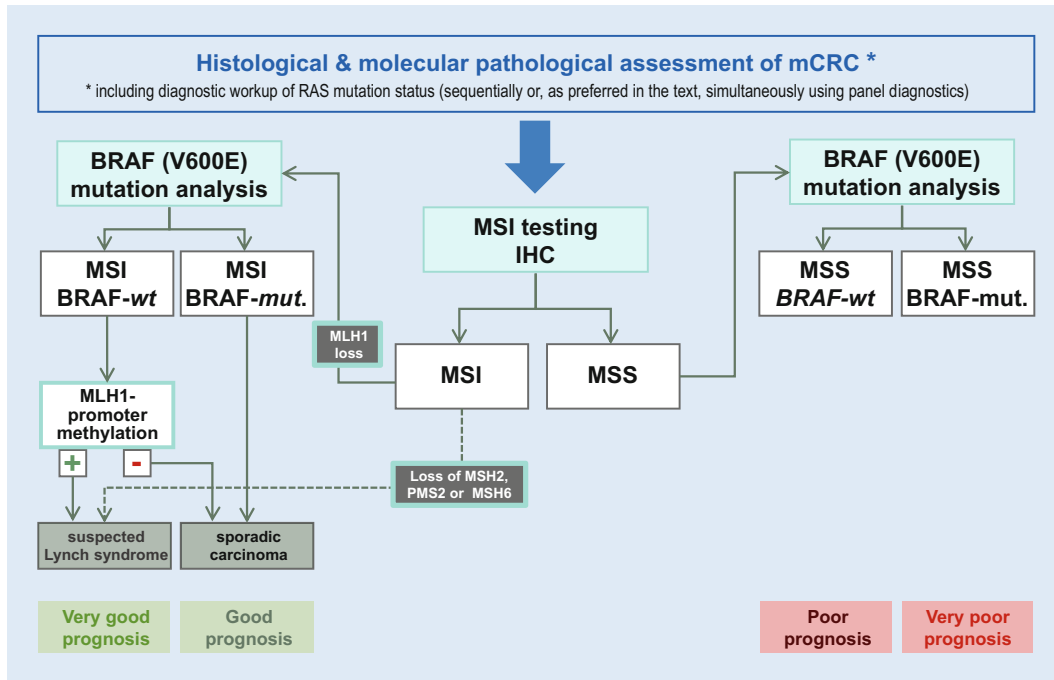 Histological & molecular pathological assessment of mCRC *
* including diagnostic workup of RAS mutation status (sequentially or, as preferred in the text, simultaneously using panel diagnostics)
BRAF (V600E)
mutation analysis
BRAF (V600E)
mutation analysis
MSI testing
IHC
MSI
BRAF-wt
MSI
BRAF-mut.
MSS
BRAF-wt
MSS
BRAF-mut.
MLH1
loss
MSI
MSS
MLH1-
promoter
methylation
+
-
Loss of MSH2,
PMS2 or MSH6
suspected
Lynch syndrome
sporadic
carcinoma
Very good
prognosis
Good
prognosis
Poor
prognosis
Very poor
prognosis